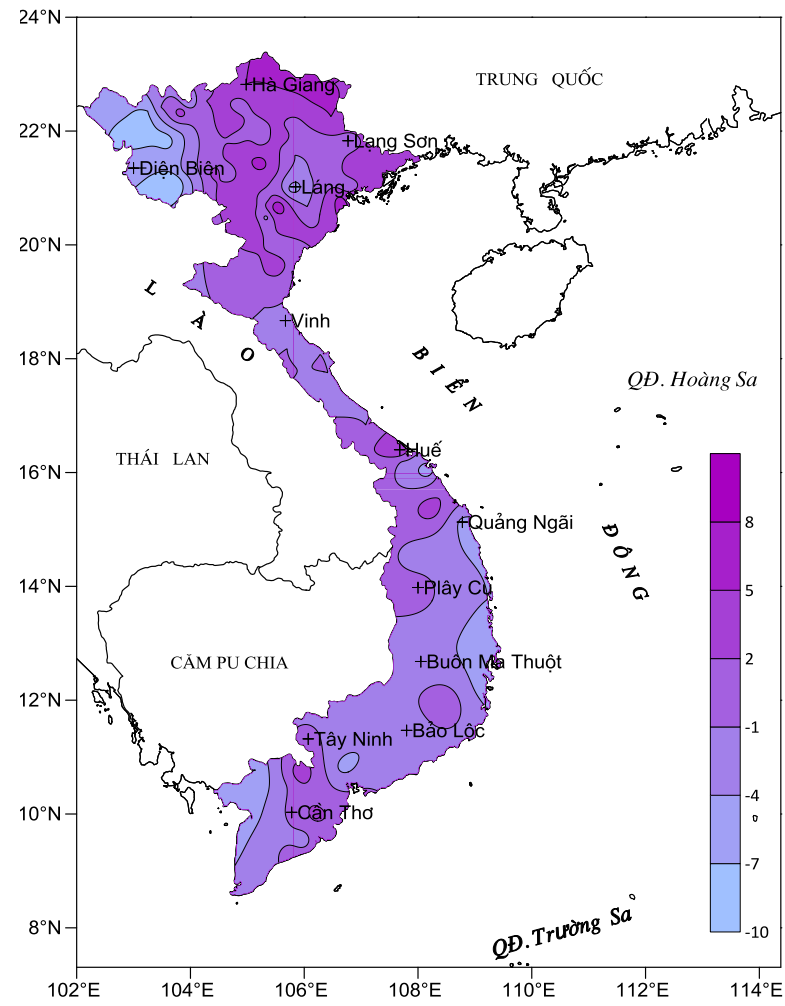 24°N
Hà Giang
TRUNG QUỐC
22°N
Lạng Sơn
Điện Biên
Láng
20°N
LÀO
Vinh
BIỂN
18°N
QĐ. Hoàng Sa
Huế
THÁI LAN
16°N
8
Quảng Ngãi
ĐÔNG
5
14°N
Plây Cu
2
CĂM PU CHIA
Buôn Ma Thuột
12°N
-1
Bảo Lộc
Tây Ninh
-4
10°N
Cần Thơ
-7
8°N
-10
QĐ. Trường Sa
102°E 104°E 106°E 108°E 110°E 112°E 114°E